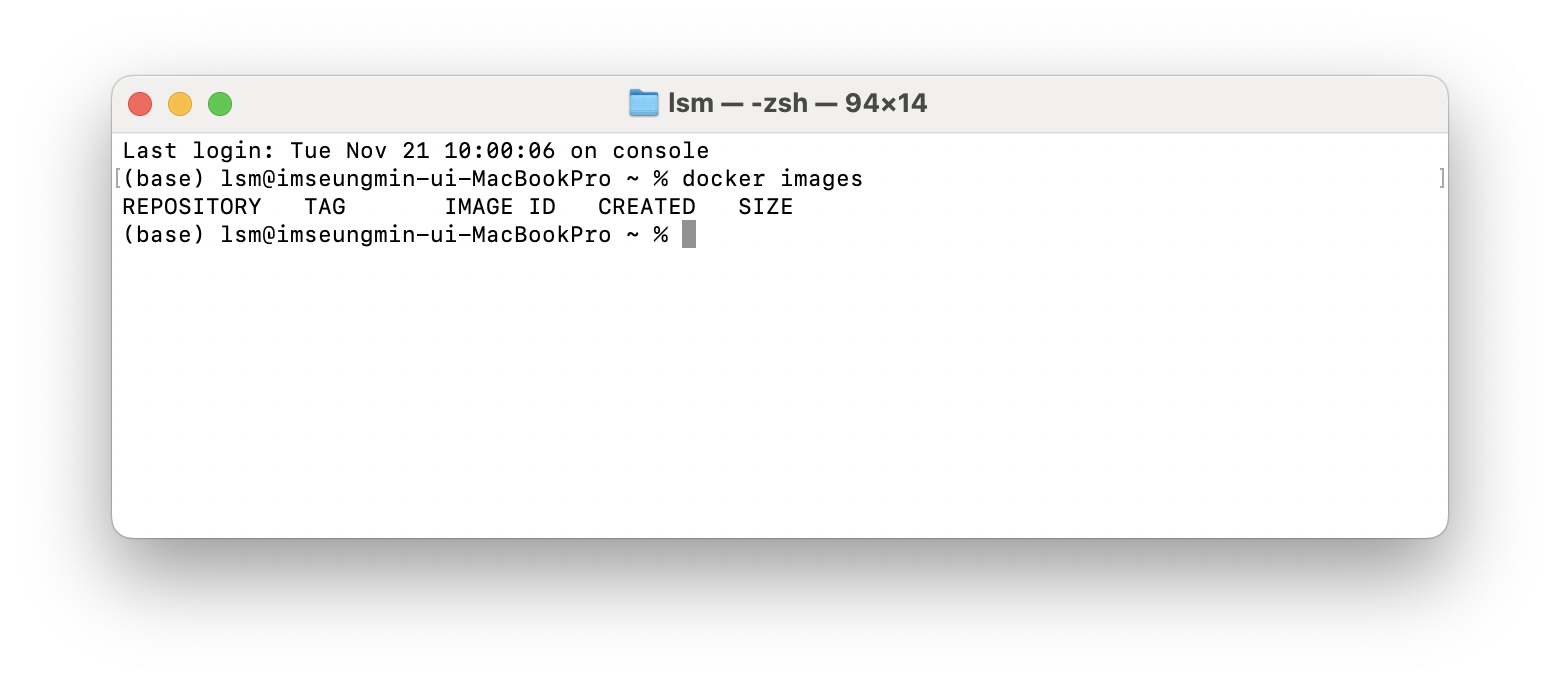 lsm — -zsh — 94×14
Last login: Tue Nov 21 10:00:06 on console
[(base) lsm@imseungmin-ui-MacBookPro ~ % docker images ]
REPOSITORY   TAG       IMAGE ID   CREATED   SIZE
(base) lsm@imseungmin-ui-MacBookPro ~ %